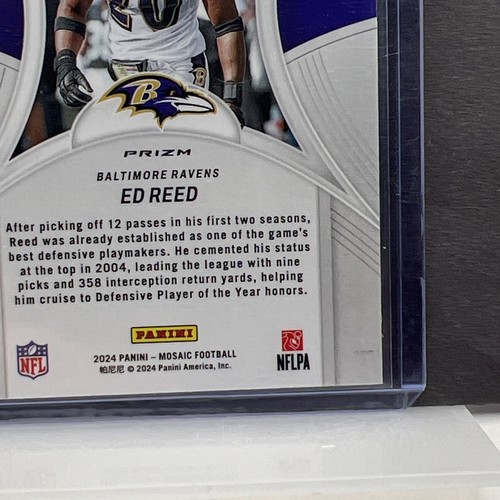 20
B
B
PRIZM
BALTIMORE RAVENS
ED REED
After picking off 12 passes in his first two seasons,
Reed was already established as one of the game's
best defensive playmakers. He cemented his status
at the top in 2004, leading the league with nine
picks and 358 interception return yards, helping
him cruise to Defensive Player of the Year honors.
PANINI
NFL
2024 PANINI – MOSAIC FOOTBALL
帕尼尼 © 2024 Panini America, Inc.
NFLPA